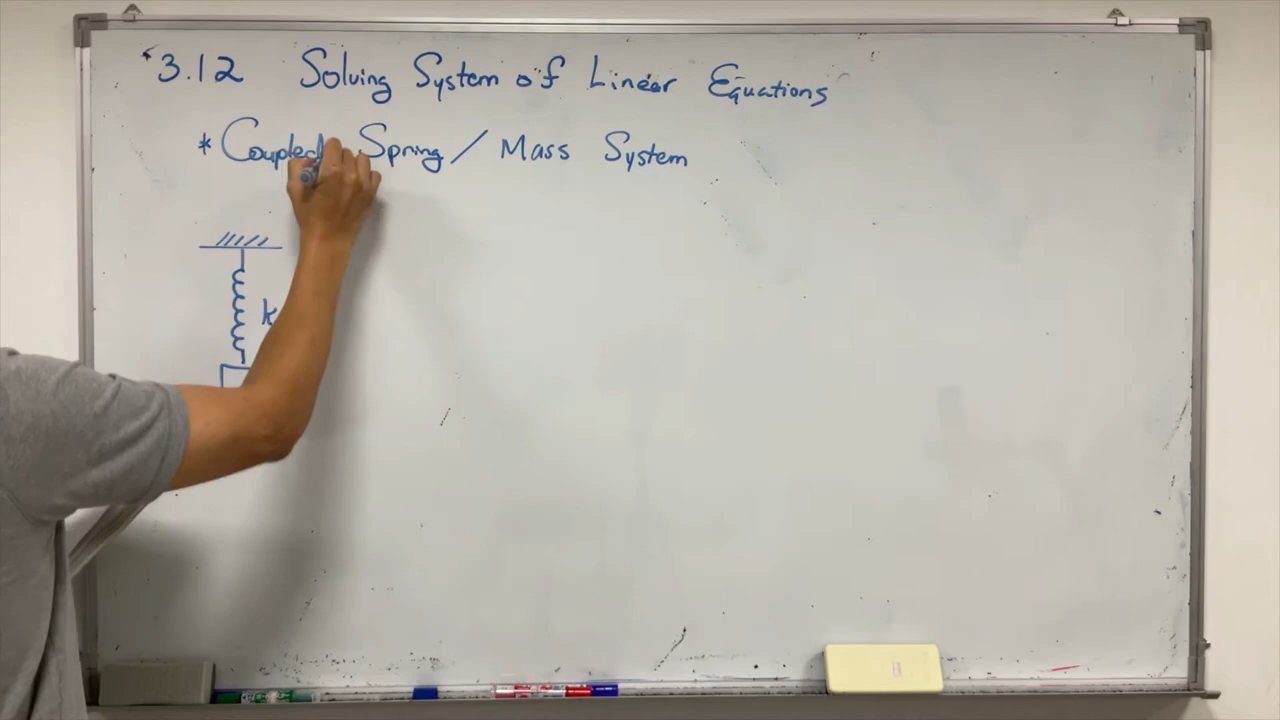 3.12 Solving System of Linear Equations
* Coupled Spring / Mass System
k